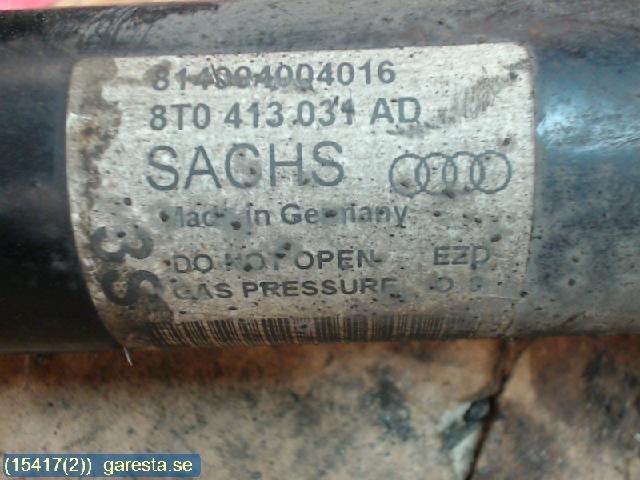 814904004016
8T0 413 031 AD
SACHS
Made in Germany
3S
DO NOT OPEN EZD
GAS PRESSURE
(15417(2)) garesta.se